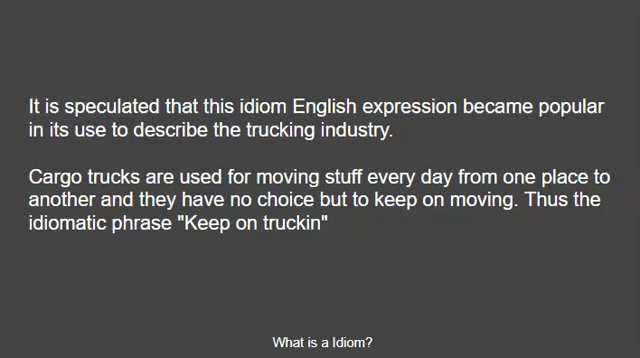 It is speculated that this idiom English expression became popular
in its use to describe the trucking industry.
Cargo trucks are used for moving stuff every day from one place to
another and they have no choice but to keep on moving. Thus the
idiomatic phrase "Keep on truckin"
What is a Idiom?